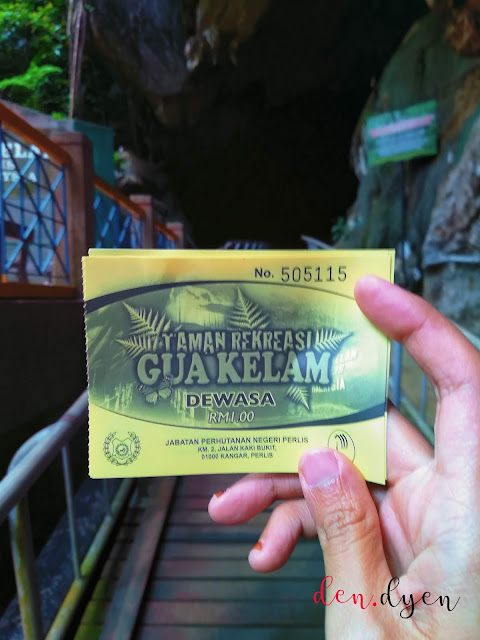 No. 505115
TAMAN REKREASI
GUA KELAM
MALAYSIA
DEWASA
RM1.00
JABATAN PERHUTANAN NEGERI PERLIS
KM. 2, JALAN KAKI BUKIT,
01000 KANGAR, PERLIS
den.dyen